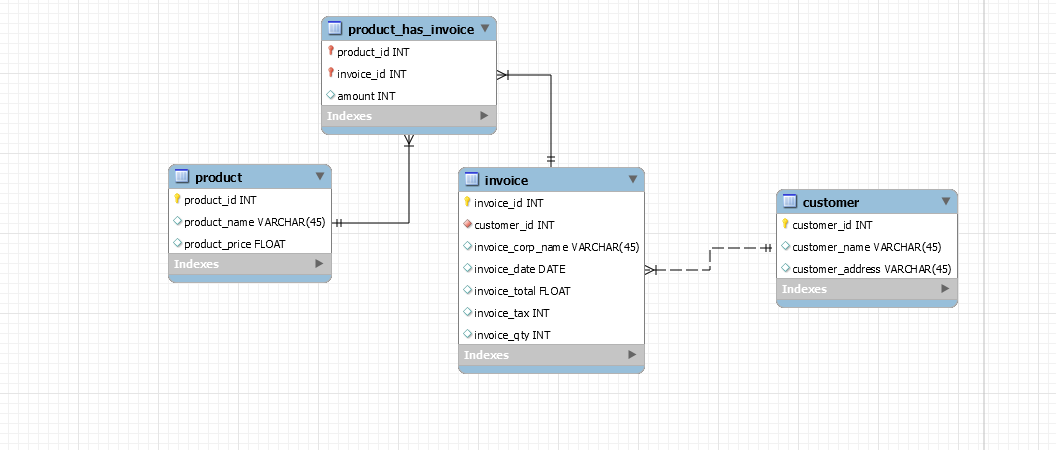 product_has_invoice
product_id INT
invoice_id INT
amount INT
Indexes
product
product_id INT
product_name VARCHAR(45)
product_price FLOAT
Indexes
invoice
invoice_id INT
customer_id INT
invoice_corp_name VARCHAR(45)
invoice_date DATE
invoice_total FLOAT
invoice_tax INT
invoice_qty INT
Indexes
customer
customer_id INT
customer_name VARCHAR(45)
customer_address VARCHAR(45)
Indexes